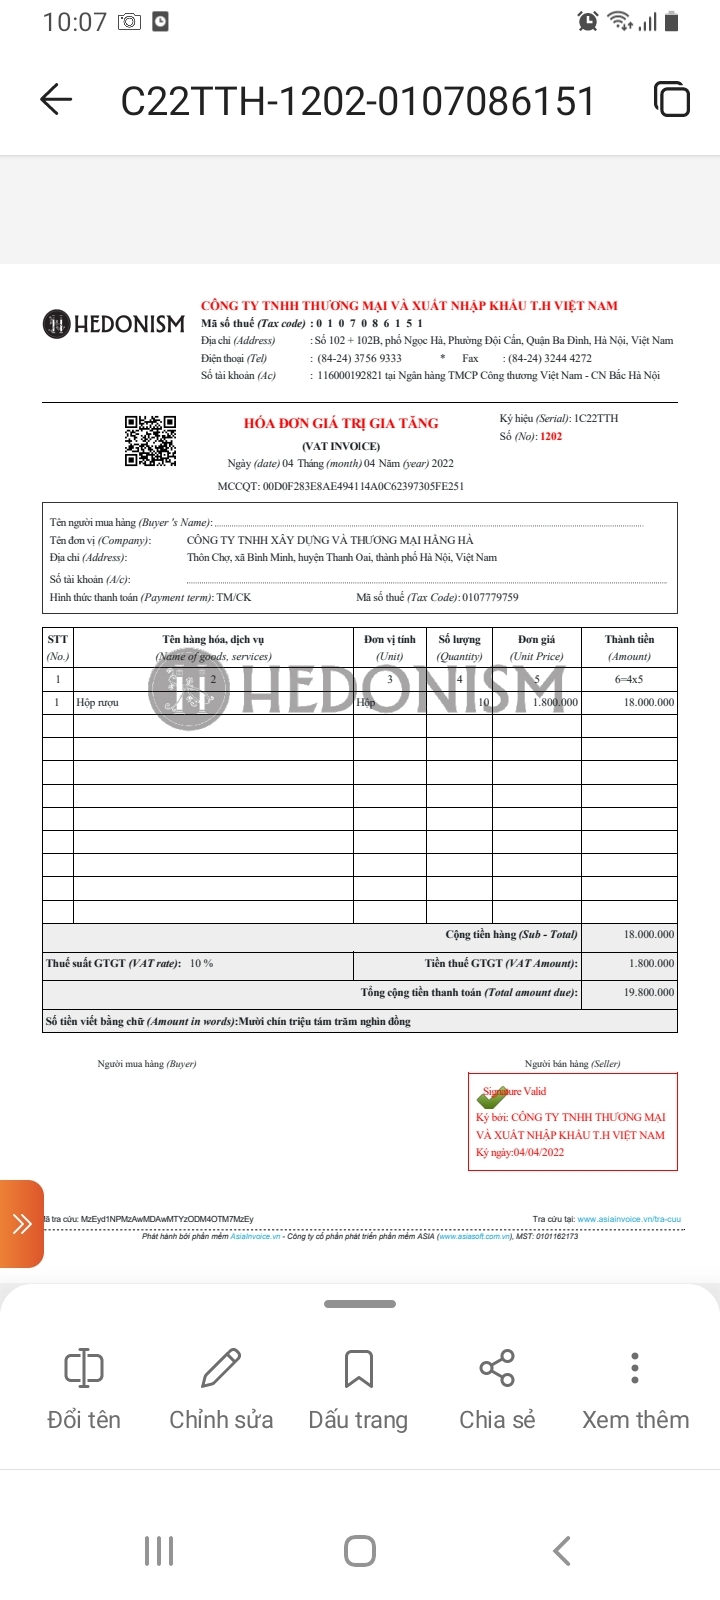 10:07
C22TTH-1202-0107086151
HEDONISM
CÔNG TY TNHH THƯƠNG MẠI VÀ XUẤT NHẬP KHẨU T.H VIỆT NAM
Mã số thuế (Tax code) : 0 1 0 7 0 8 6 1 5 1
Địa chỉ (Address) : Số 102 + 102B, phố Ngọc Hà, Phường Đội Cấn, Quận Ba Đình, Hà Nội, Việt Nam
Điện thoại (Tel) : (84-24) 3756 9333 * Fax : (84-24) 3244 4272
Số tài khoản (Ac) : 116000192821 tại Ngân hàng TMCP Công thương Việt Nam - CN Bắc Hà Nội
HÓA ĐƠN GIÁ TRỊ GIA TĂNG
(VAT INVOICE)
Ngày (date) 04 Tháng (month) 04 Năm (year) 2022
MCCQT: 00D0F283E8AE494114A0C62397305FE251
Ký hiệu (Serial): 1C22TTH
Số (No): 1202
Tên người mua hàng (Buyer 's Name):
Tên đơn vị (Company): CÔNG TY TNHH XÂY DỰNG VÀ THƯƠNG MẠI HẰNG HÀ
Địa chỉ (Address): Thôn Chợ, xã Bình Minh, huyện Thanh Oai, thành phố Hà Nội, Việt Nam
Số tài khoản (A/c):
Hình thức thanh toán (Payment term): TM/CK Mã số thuế (Tax Code): 0107779759
STT Tên hàng hóa, dịch vụ Đơn vị tính Số lượng Đơn giá Thành tiền
(No.) (Name of goods, services) (Unit) (Quantity) (Unit Price) (Amount)
HEDONISM
1 2 3 4 5 6=4x5
1 Hộp rượu Hộp 10 1.800.000 18.000.000
Cộng tiền hàng (Sub - Total) 18.000.000
Thuế suất GTGT (VAT rate): 10 % Tiền thuế GTGT (VAT Amount): 1.800.000
Tổng cộng tiền thanh toán (Total amount due): 19.800.000
Số tiền viết bằng chữ (Amount in words):Mười chín triệu tám trăm nghìn đồng
Người mua hàng (Buyer) Người bán hàng (Seller)
Signature Valid
Ký bởi: CÔNG TY TNHH THƯƠNG MẠI
VÀ XUẤT NHẬP KHẨU T.H VIỆT NAM
Ký ngày:04/04/2022
tra cứu: MzEyd1NPMzAwMDAwMTYzODM4OTM7MzEy Tra cứu tại: www.asiainvoice.vn/tra-cuu
Phát hành bởi phần mềm AsiaInvoice.vn - Công ty cổ phần phát triển phần mềm ASIA (www.asiasoft.com.vn), MST: 0101162173
Đổi tên Chỉnh sửa Dấu trang Chia sẻ Xem thêm